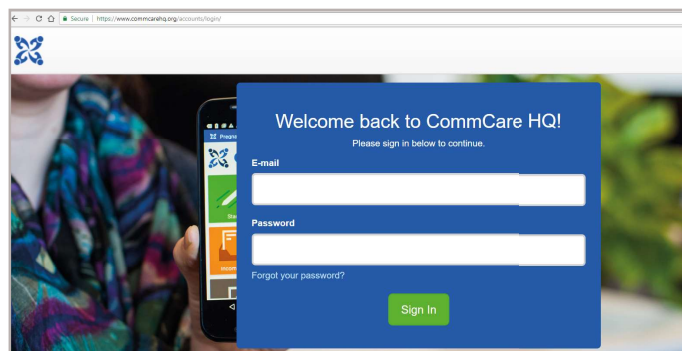 Secure | https://www.commcarehq.org/accounts/login/
Welcome back to CommCare HQ!
Please sign in below to continue.
E-mail
Password
Forgot your password?
Sign In